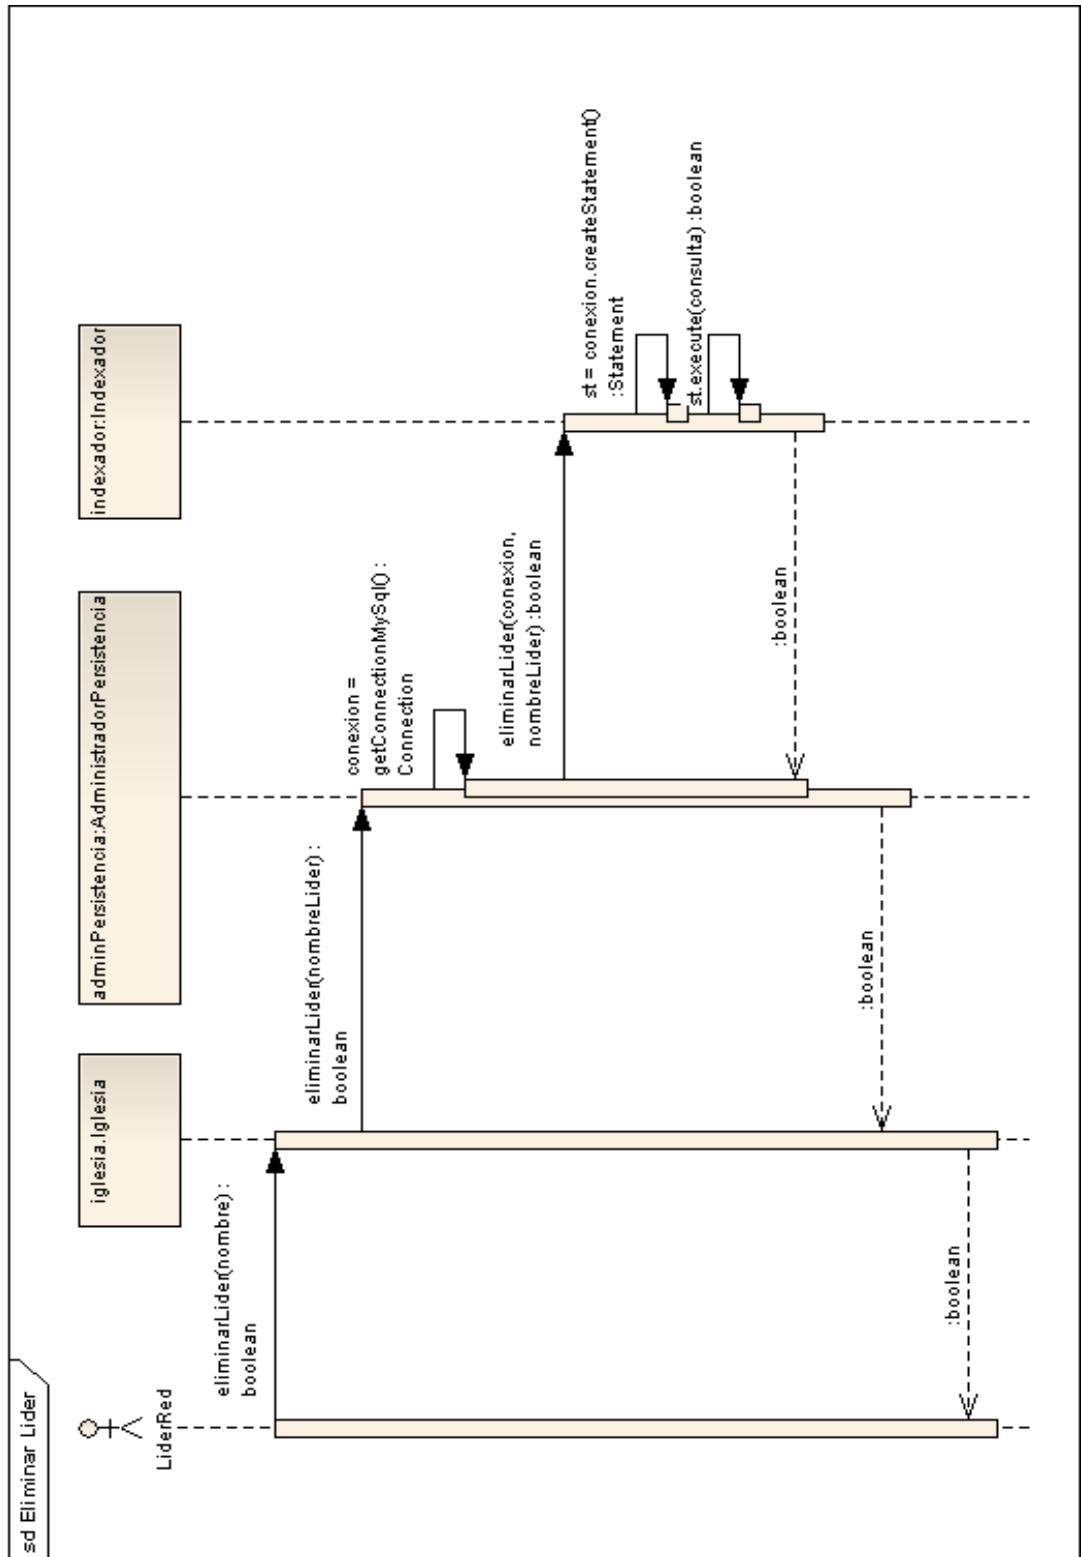 sd Eliminar Lider
LiderRed
iglesia.Iglesia
adminPersistencia:AdministradorPersistencia
indexador:Indexador
eliminarLider(nombre) :
boolean
eliminarLider(nombreLider) :
boolean
conexion =
getConnectionMySql() :
Connection
eliminarLider(conexion,
nombreLider) :boolean
st = conexion.createStatement()
:Statement
st.execute(consulta) :boolean
:boolean
:boolean
:boolean